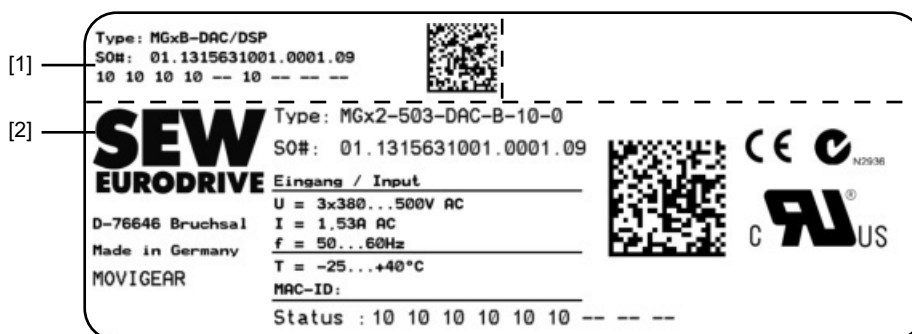 [1]
Type: MGxB-DAC/DSP
SO#: 01.1315631001.0001.09
10 10 10 10 -- 10 -- -- -- --
[2]
SEW
EURODRIVE
D-76646 Bruchsal
Made in Germany
MOVIGEAR
Type: MGx2-503-DAC-B-10-0
SO#: 01.1315631001.0001.09
Eingang / Input
U = 3x380...500V AC
I = 1,53A AC
f = 50...60Hz
T = -25...+40°C
MAC-ID:
Status : 10 10 10 10 10 10 -- -- --
CE
N2936
C RU US
®